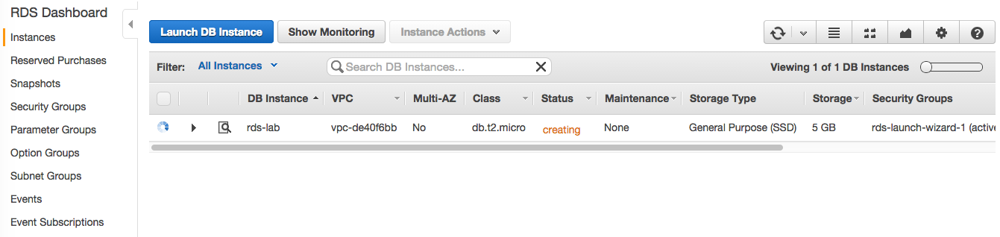 RDS Dashboard
Instances
Reserved Purchases
Snapshots
Security Groups
Parameter Groups
Option Groups
Subnet Groups
Events
Event Subscriptions
Launch DB Instance Show Monitoring Instance Actions
Filter: All Instances Search DB Instances... Viewing 1 of 1 DB Instances
DB Instance VPC Multi-AZ Class Status Maintenance Storage Type Storage Security Groups
rds-lab vpc-de40f6bb No db.t2.micro creating None General Purpose (SSD) 5 GB rds-launch-wizard-1 (active